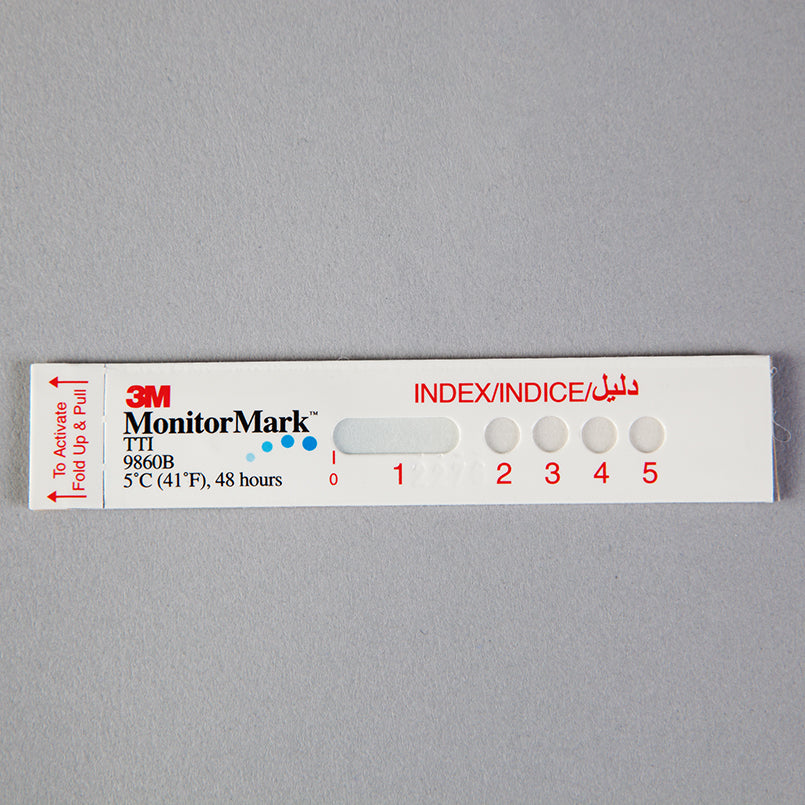 To Activate
Fold Up & Pull
3M
MonitorMark™
TTI
9860B
5˚C (41˚F), 48 hours
INDEX/INDICE/دليل
0 1 2 3 4 5